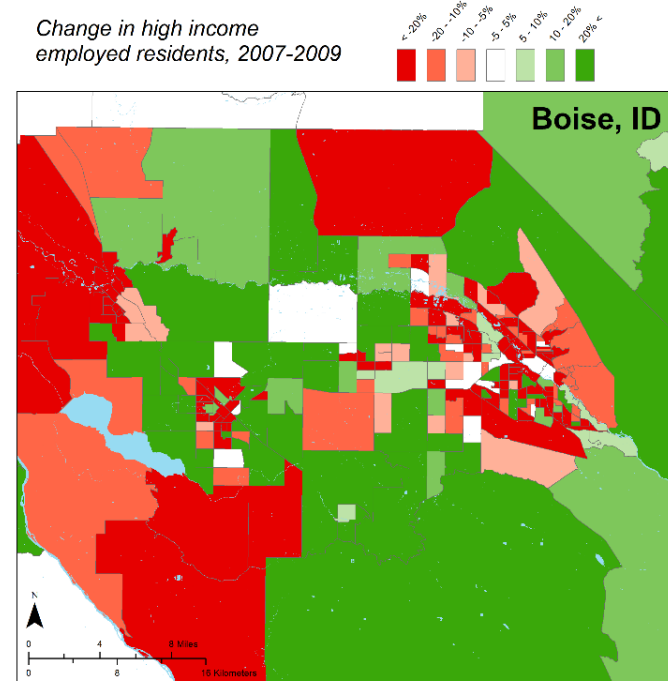 Change in high income
employed residents, 2007-2009
< -20%
-20 - -10%
-10 - -5%
-5 - 5%
5 - 10%
10 - 20%
20% <
Boise, ID
N
0 4 8 Miles
0 8 16 Kilometers